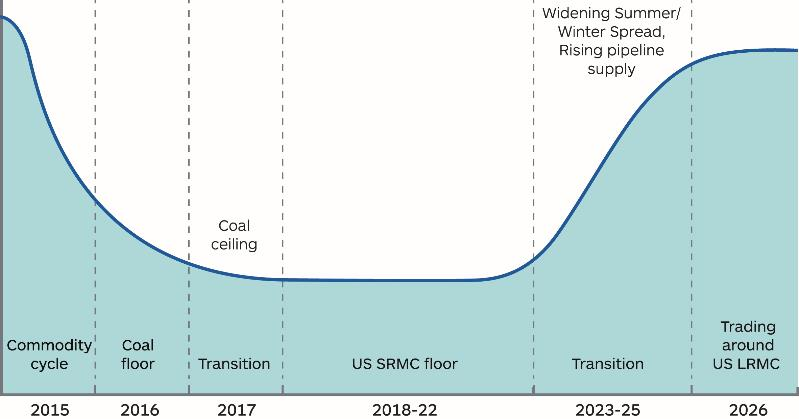 Widening Summer/
Winter Spread,
Rising pipeline
supply
Coal
ceiling
Commodity
cycle
Coal
floor
Transition
US SRMC floor
Transition
Trading
around
US LRMC
2015
2016
2017
2018-22
2023-25
2026